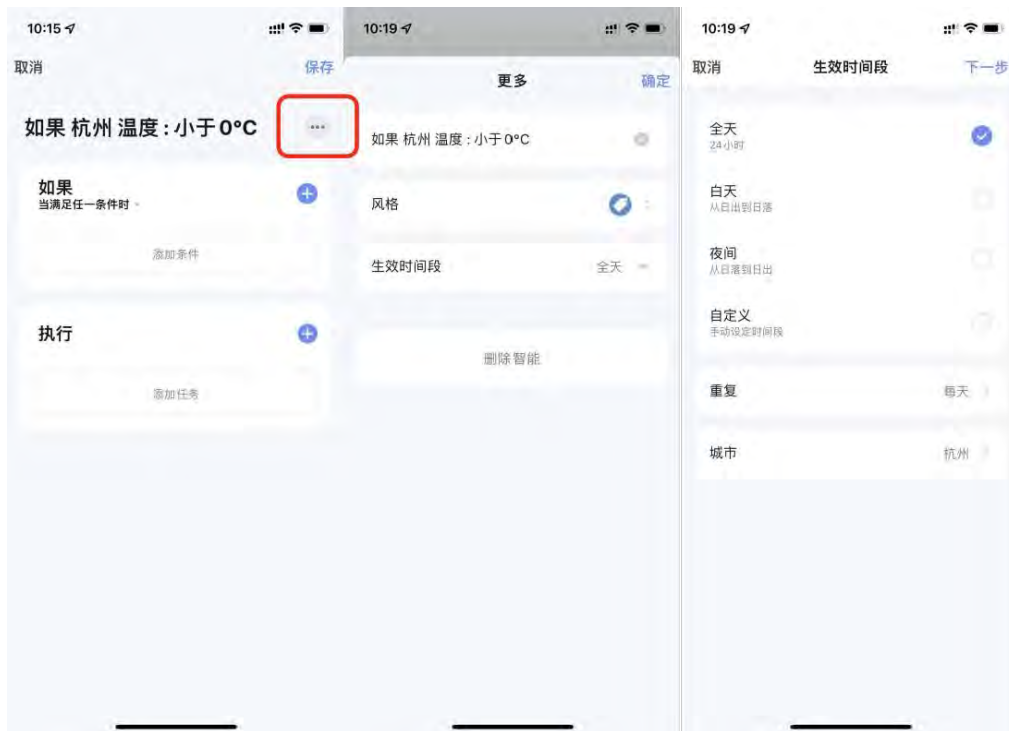 10:15
取消
保存
如果 杭州 温度 : 小于 0°C
如果
当满足任一条件时
添加条件
执行
添加任务
10:19
更多
确定
如果 杭州 温度 : 小于 0°C
风格
生效时间段
全天
删除智能
10:19
取消
生效时间段
下一步
全天
24小时
白天
从日出到日落
夜间
从日落到日出
自定义
手动设定时间段
重复
每天
城市
杭州